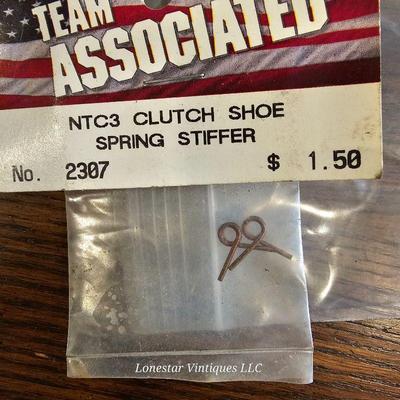 TEAM
ASSOCIATED
NTC3 CLUTCH SHOE
SPRING STIFFER
No. 2307 $ 1.50
Lonestar Vintiques LLC